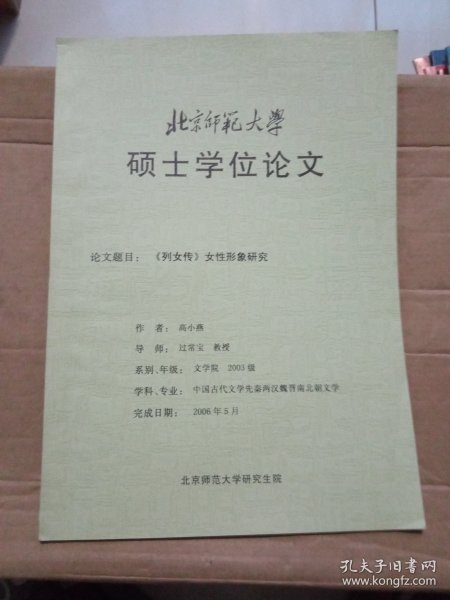 北京师范大学
硕士学位论文
论文题目：《列女传》女性形象研究
作 者：高小燕
导 师：过常宝 教授
系别、年级：文学院 2003级
学科、专业：中国古代文学先秦两汉魏晋南北朝文学
完成日期：2006年5月
北京师范大学研究生院
孔夫子旧书网
www.kongfz.com